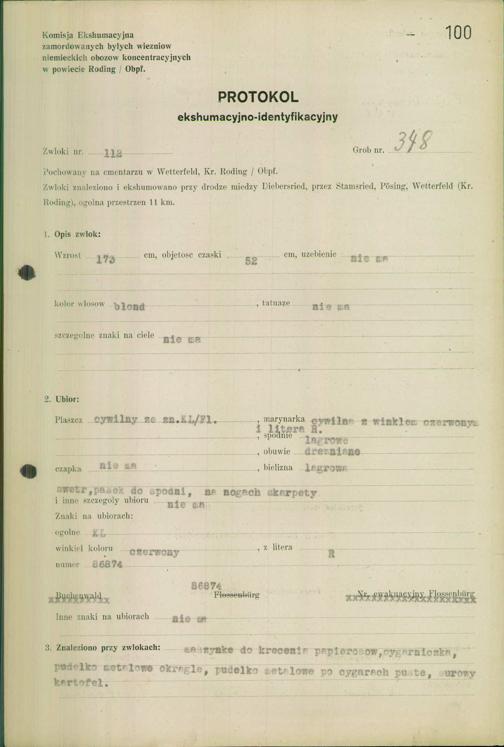 – 100
Komisja Ekshumacyjna
zamordowanych byłych wiezniow
niemieckich obozow koncentracyjnych
w powiecie Roding / Obpf.
PROTOKOL
ekshumacyjno-identyfikacyjny
Zwloki nr. 112 Grob nr. 348
Pochowany na cmentarzu w Wetterfeld, Kr. Roding / Obpf.
Zwloki znaleziono i ekshumowano przy drodze miedzy Diebersried, przez Stamsried, Pösing, Wetterfeld (Kr.
Roding), ogolna przestrzen 11 km.
1. Opis zwlok:
Wzrost 173 cm, objetosc czaski 52 cm, uzebienie nie ma
kolor wlosow blond , tatuaze nie ma
szczegolne znaki na ciele nie ma
2. Ubior:
Plaszcz cywilny ze zn.KL/Fl. , marynarka cywilna z winklem czerwonym
i litera R.
, spodnie lagrowe
, obuwie drewniane
czapka nie ma , bielizna lagrowa
swetr,pasek do spodni, na nogach skarpety
i inne szczegoly ubioru nie ma
Znaki na ubiorach:
ogolne KL
winkiel koloru czerwony , z litera R
numer 86874
86874
Buchenwald Flossenbürg Nr. ewakuacyjny Flossenbürg
Inne znaki na ubiorach nie ma
3. Znaleziono przy zwlokach: maszynke do krecenia papierosow,cygarniczka,
pudelko metalowe okragle, pudelko metalowe po cygarach puste, surowy
kartofel.